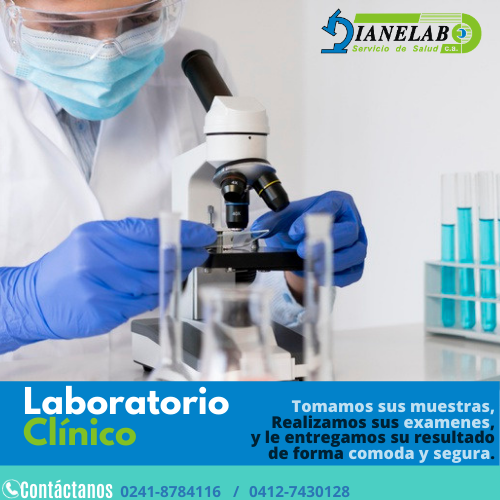 DIANELAB
Servicio de Salud C.A.
Laboratorio
Clínico
Tomamos sus muestras,
Realizamos sus examenes,
y le entregamos su resultado
de forma comoda y segura.
Contáctanos 0241-8784116 / 0412-7430128